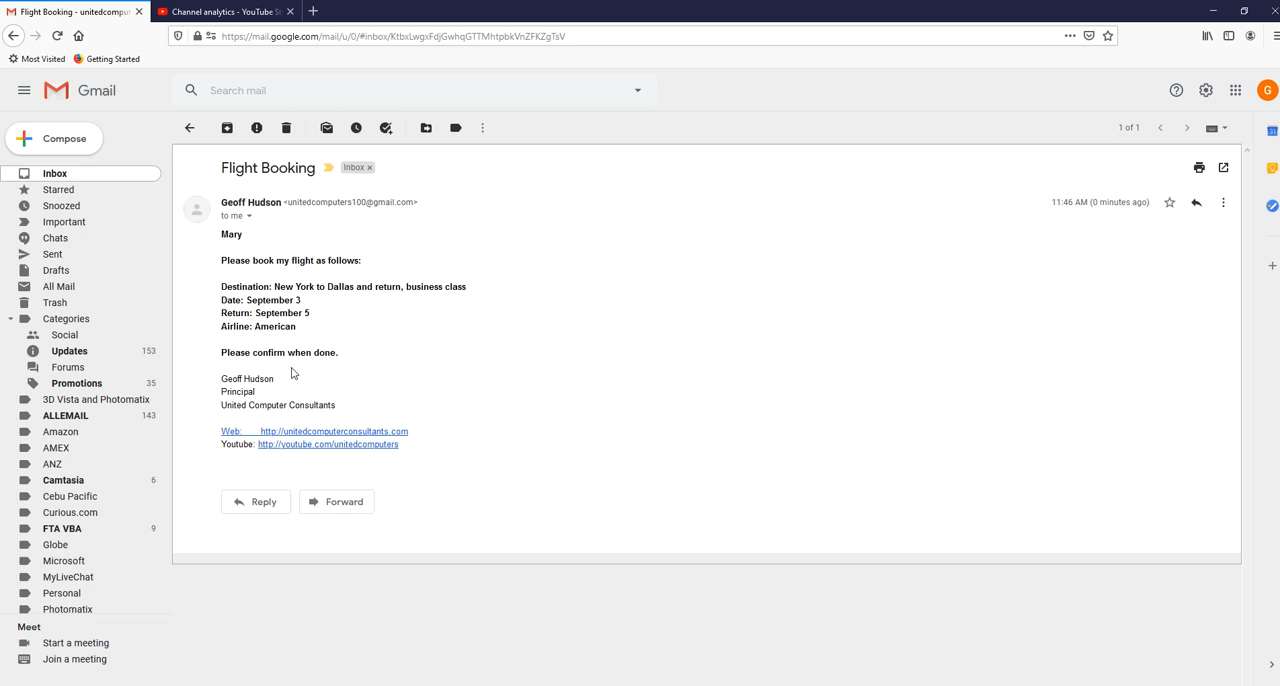 Flight Booking - unitedcomput
Channel analytics - YouTube St
https://mail.google.com/mail/u/0/#inbox/KtbxLwgxFdjGwhqGTTMhtpbkVnZFKZgTsV
Most Visited
Getting Started
Gmail
Search mail
G
Compose
1 of 1
Inbox
Starred
Snoozed
Important
Chats
Sent
Drafts
All Mail
Trash
Categories
Social
Updates 153
Forums
Promotions 35
3D Vista and Photomatix
ALLEMAIL 143
Amazon
AMEX
ANZ
Camtasia 6
Cebu Pacific
Curious.com
FTA VBA 9
Globe
Microsoft
MyLiveChat
Personal
Photomatix
Meet
Start a meeting
Join a meeting
Flight Booking
Inbox x
Geoff Hudson <unitedcomputers100@gmail.com>
11:46 AM (0 minutes ago)
to me
Mary
Please book my flight as follows:
Destination: New York to Dallas and return, business class
Date: September 3
Return: September 5
Airline: American
Please confirm when done.
Geoff Hudson
Principal
United Computer Consultants
Web: http://unitedcomputerconsultants.com
Youtube: http://youtube.com/unitedcomputers
Reply
Forward